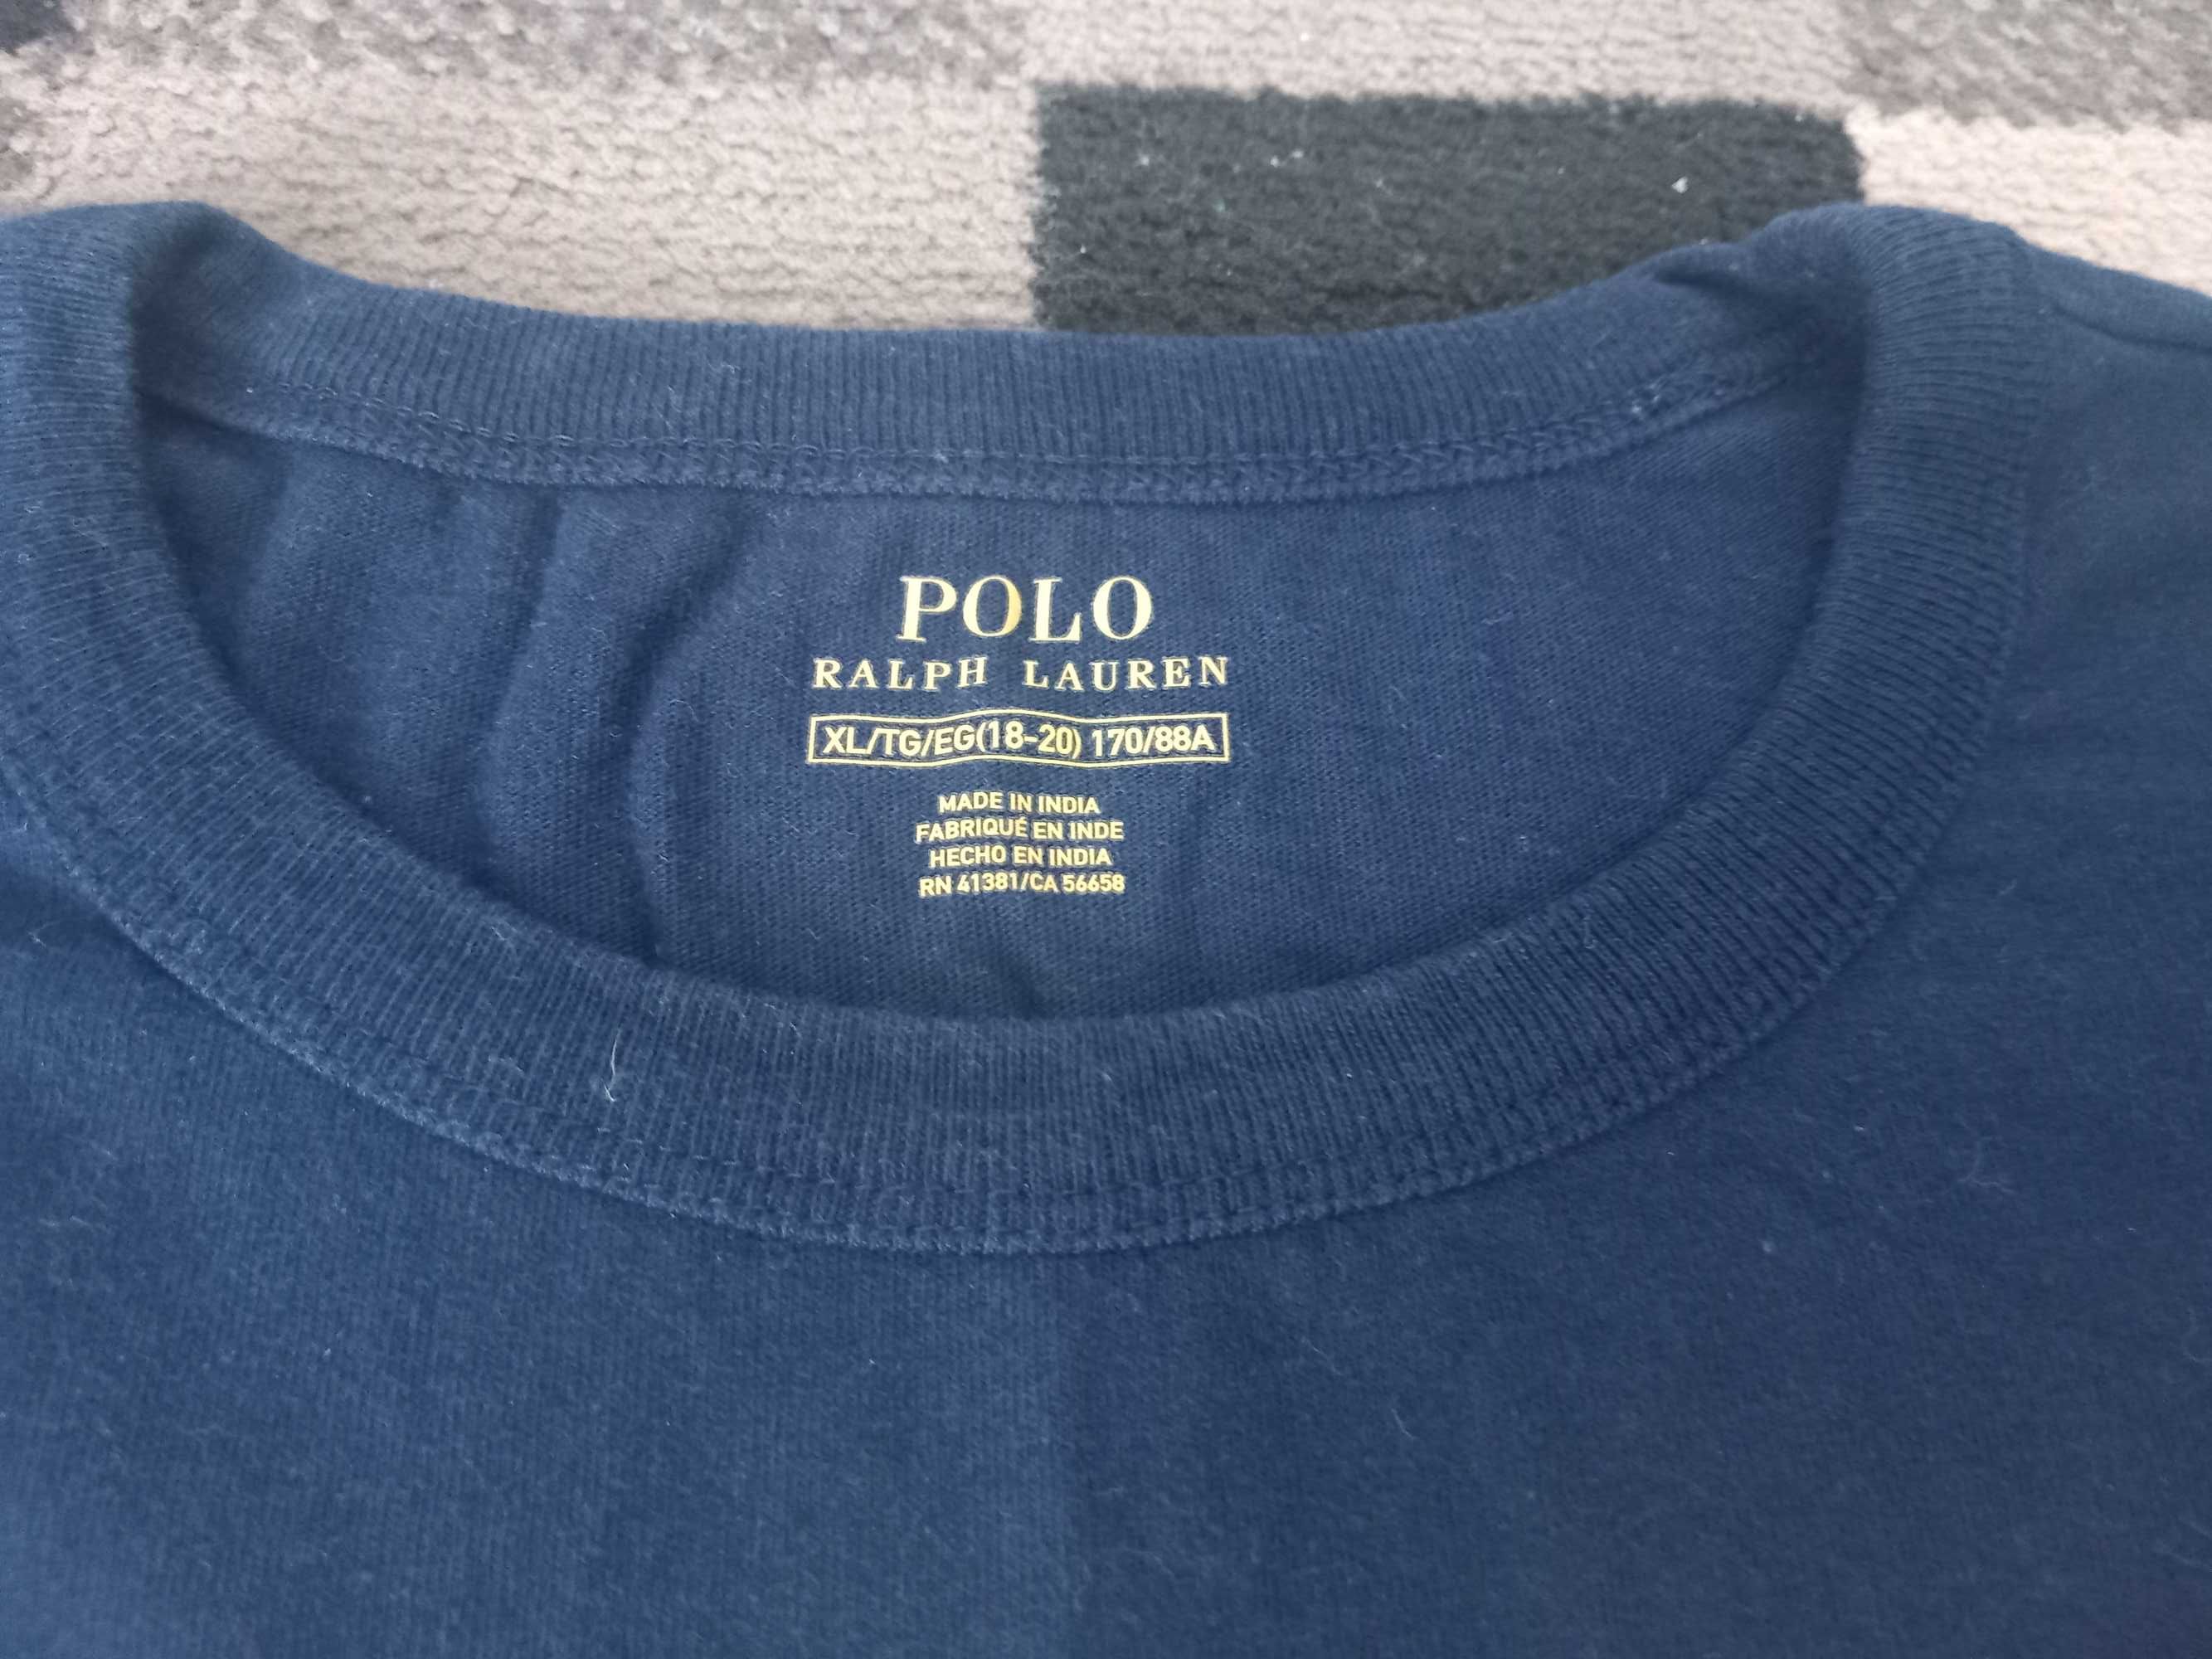 POLO
RALPH LAUREN
XL/TG/EG(18-20) 170/88A
MADE IN INDIA
FABRIQUÉ EN INDE
HECHO EN INDIA
RN 41381/CA 56658